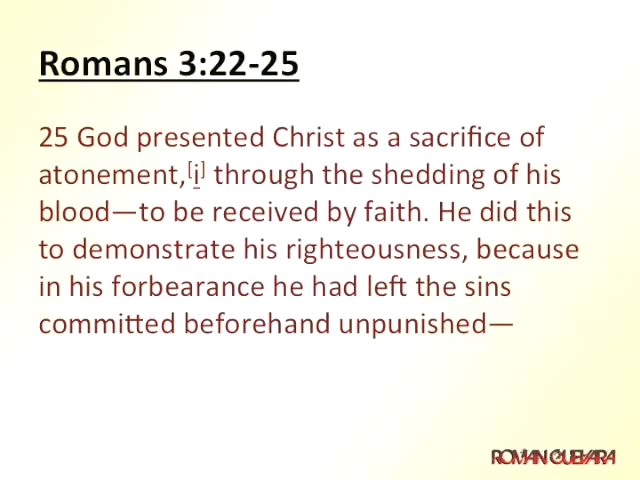 Romans 3:22-25
25 God presented Christ as a sacrifice of
atonement,[i] through the shedding of his
blood—to be received by faith. He did this
to demonstrate his righteousness, because
in his forbearance he had left the sins
committed beforehand unpunished—
ROMAN GUEVARA